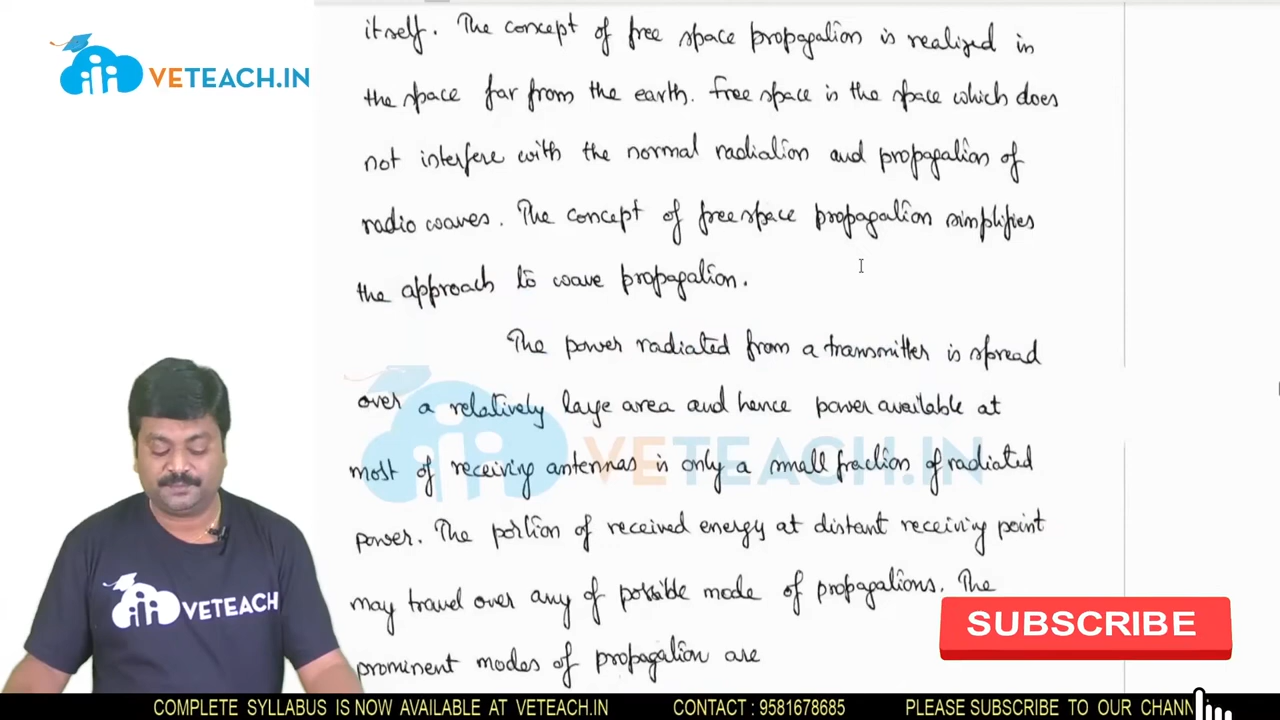 VETEACH.IN
itself. The concept of free space propagation is realized in
the space far from the earth. Free space is the space which does
not interfere with the normal radiation and propagation of
radio waves. The concept of free space propagation simplifies
the approach to wave propagation.
The power radiated from a transmitter is spread
over a relatively large area and hence power available at
most of receiving antennas is only a small fraction of radiated
power. The portion of received energy at distant receiving point
may travel over any of possible mode of propagations. The
prominent modes of propagation are
VETEACH.IN
VETEACH
SUBSCRIBE
COMPLETE SYLLABUS IS NOW AVAILABLE AT VETEACH.IN CONTACT : 9581678685 PLEASE SUBSCRIBE TO OUR CHANN